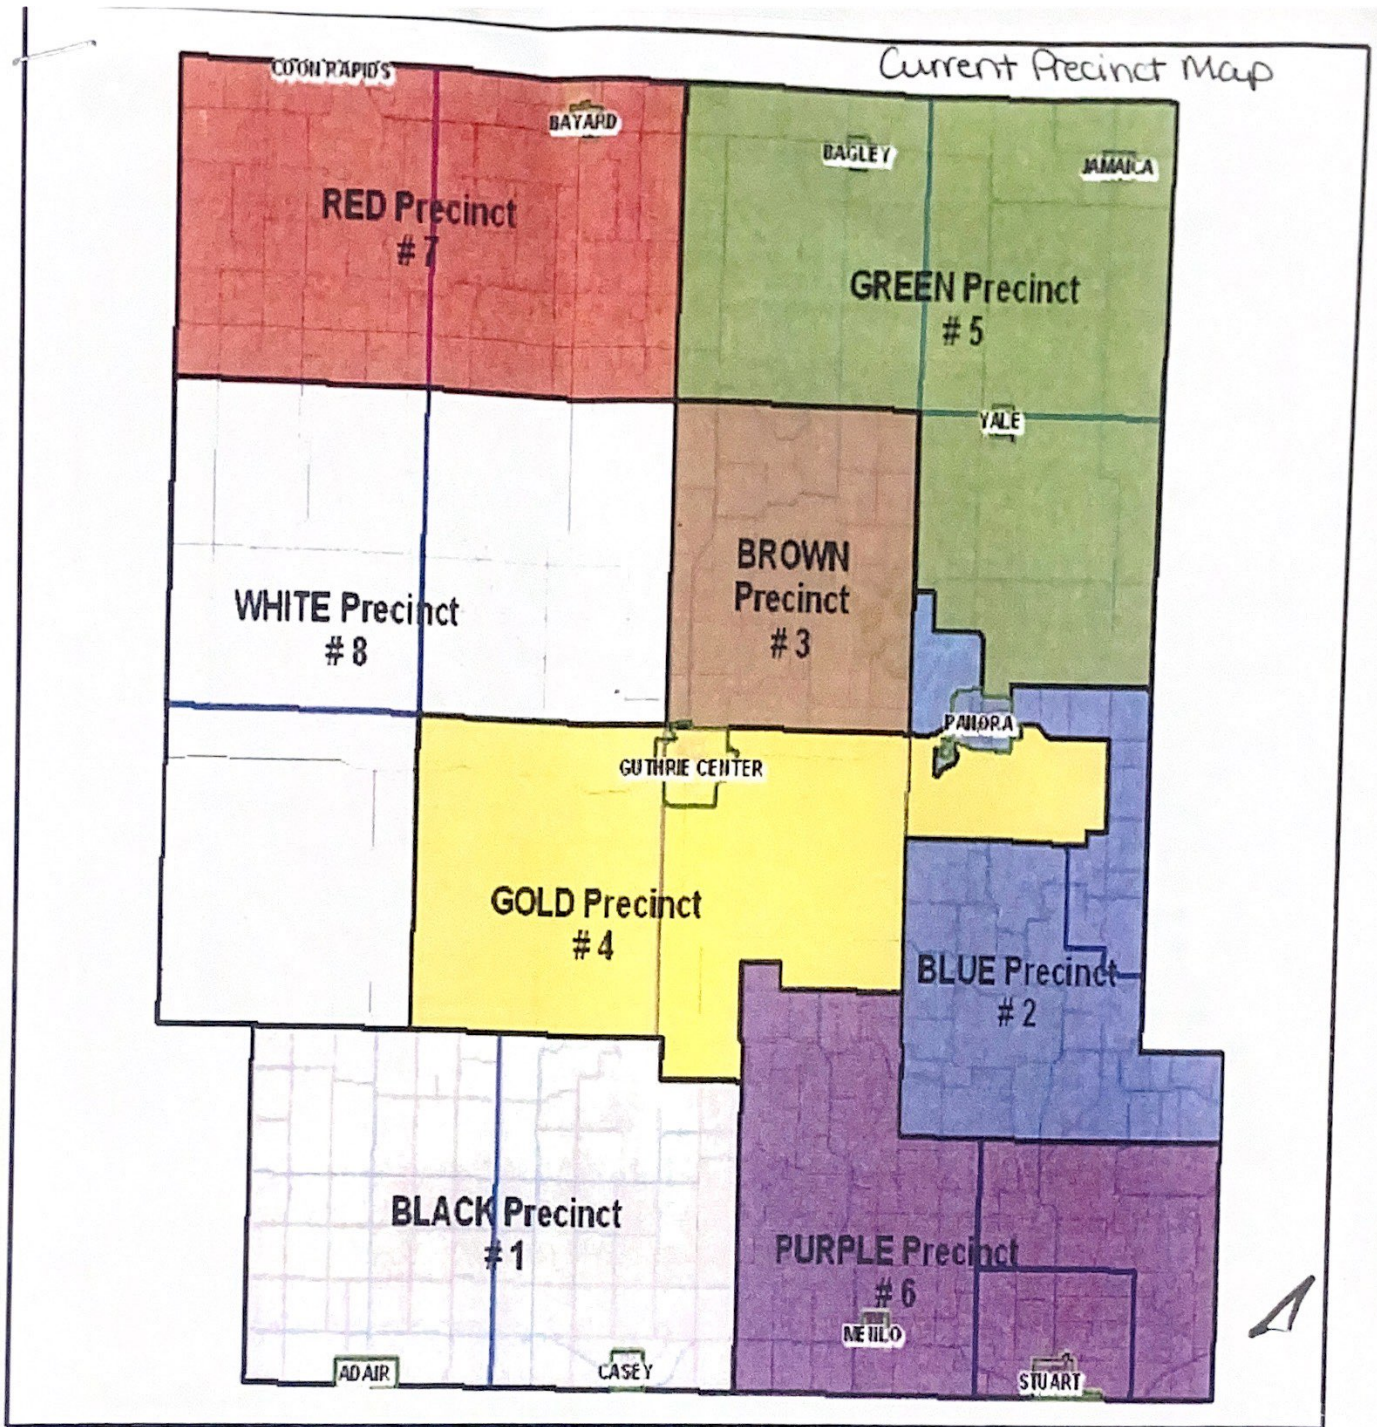 Current Precinct Map
COON RAPIDS
BAYARD
BAGLEY
JAMAICA
RED Precinct
# 7
GREEN Precinct
# 5
YALE
BROWN
Precinct
# 3
WHITE Precinct
# 8
PANORA
GUTHRIE CENTER
GOLD Precinct
# 4
BLUE Precinct
# 2
BLACK Precinct
# 1
PURPLE Precinct
# 6
MENLO
ADAIR
CASEY
STUART